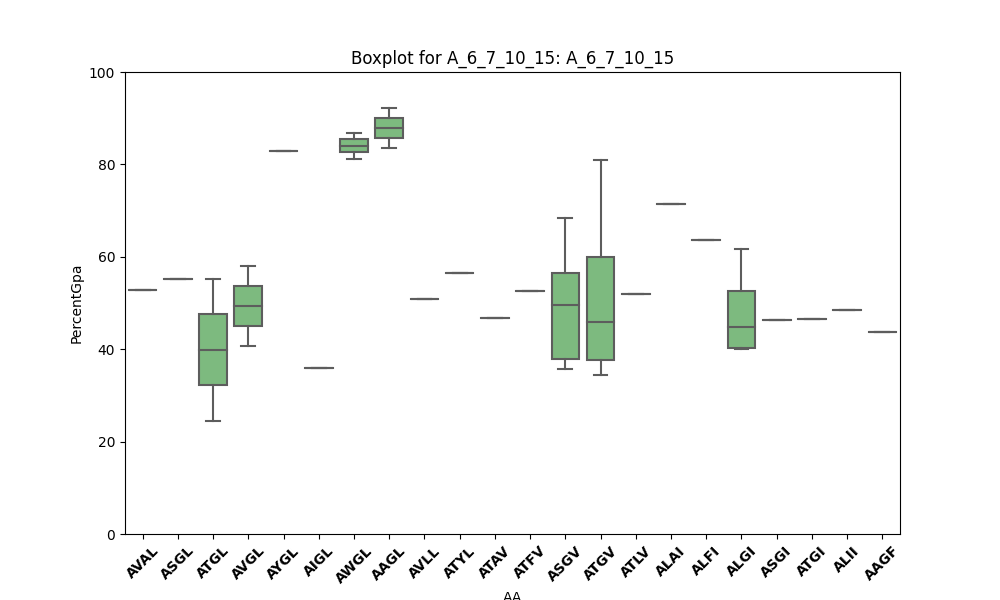 Boxplot for A_6_7_10_15: A_6_7_10_15
100
80
60
40
20
0
PercentGpa
AVAL ASGL ATGL AVGL AYGL AIGL AWGL AAGL AVLL ATYL ATAV ATFV ASGV ATGV ATLV ALAI ALFI ALGI ASGI ATGI ALII AAGF
AA